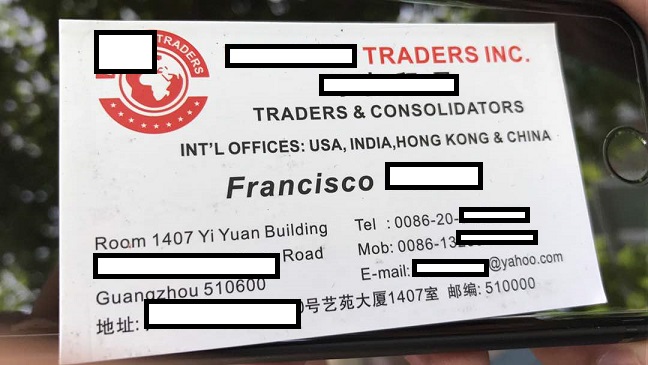 TRADERS
TRADERS INC.
TRADERS & CONSOLIDATORS
INT'L OFFICES: USA, INDIA,HONG KONG & CHINA
Francisco
Room 1407 Yi Yuan Building
Road
Guangzhou 510600
Tel : 0086-20-
Mob: 0086-13
E-mail: @yahoo.com
地址: 号艺苑大厦1407室 邮编: 510000